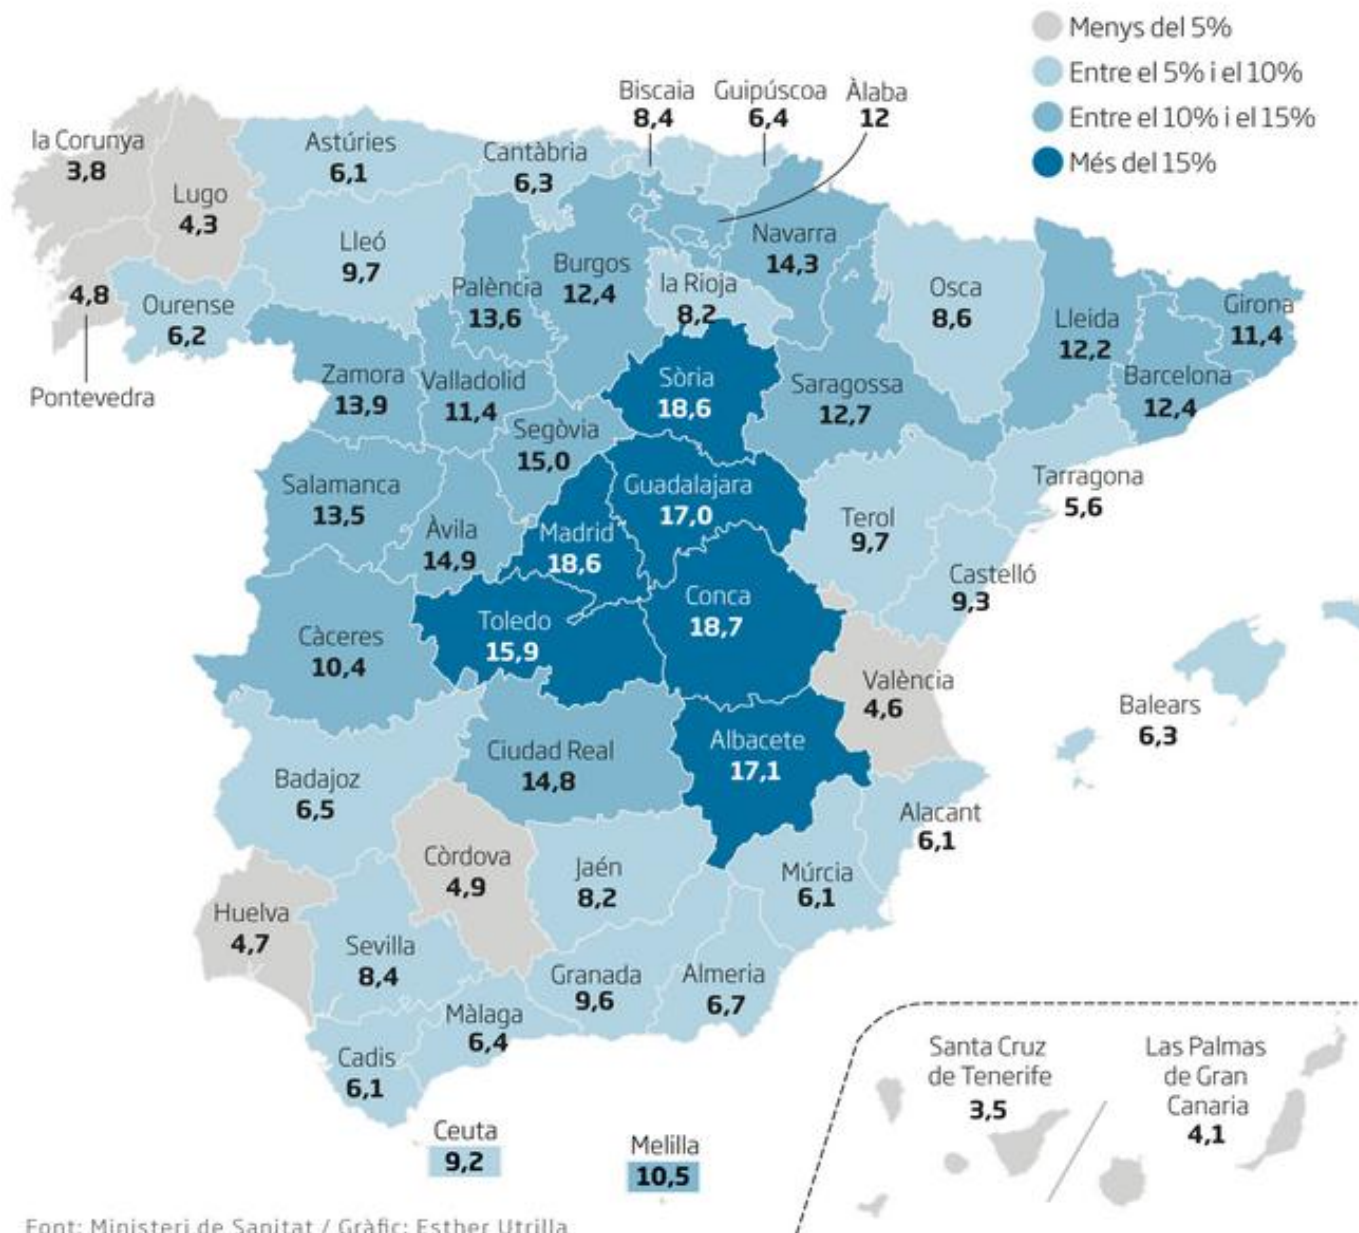 Menys del 5%
Entre el 5% i el 10%
Entre el 10% i el 15%
Més del 15%
Biscaia
8,4
Guipúscoa
6,4
Àlaba
12
la Corunya
3,8
Lugo
4,3
Astúries
6,1
Cantàbria
6,3
Lleó
9,7
Palència
13,6
Burgos
12,4
la Rioja
8,2
Navarra
14,3
Osca
8,6
Lleida
12,2
Girona
11,4
Barcelona
12,4
4,8
Pontevedra
Ourense
6,2
Zamora
13,9
Valladolid
11,4
Sòria
18,6
Saragossa
12,7
Segòvia
15,0
Salamanca
13,5
Àvila
14,9
Madrid
18,6
Guadalajara
17,0
Terol
9,7
Tarragona
5,6
Castelló
9,3
Càceres
10,4
Toledo
15,9
Conca
18,7
València
4,6
Balears
6,3
Badajoz
6,5
Ciudad Real
14,8
Albacete
17,1
Alacant
6,1
Còrdova
4,9
Jaén
8,2
Múrcia
6,1
Huelva
4,7
Sevilla
8,4
Granada
9,6
Almeria
6,7
Màlaga
6,4
Cadis
6,1
Ceuta
9,2
Melilla
10,5
Santa Cruz
de Tenerife
3,5
Las Palmas
de Gran
Canaria
4,1
Font: Ministeri de Sanitat / Gràfic: Esther Utrilla